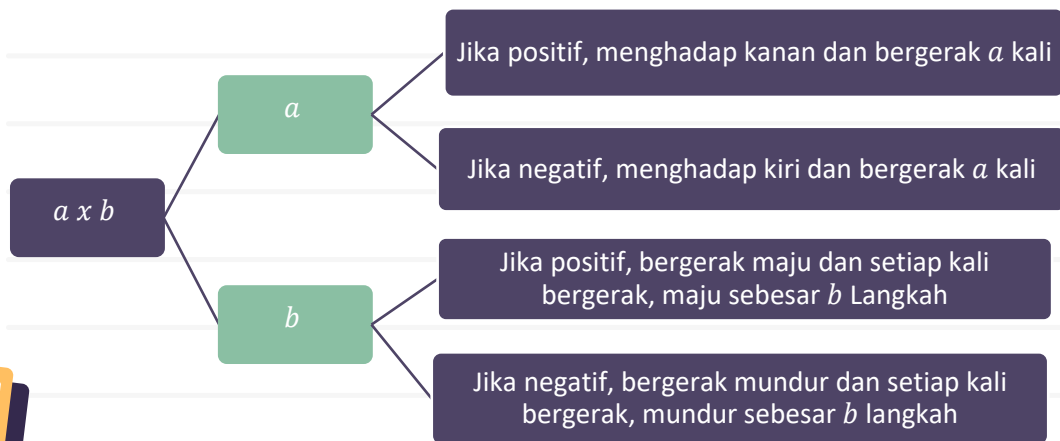 Jika positif, menghadap kanan dan bergerak a kali
a
Jika negatif, menghadap kiri dan bergerak a kali
a x b
Jika positif, bergerak maju dan setiap kali
bergerak, maju sebesar b Langkah
b
Jika negatif, bergerak mundur dan setiap kali
bergerak, mundur sebesar b langkah